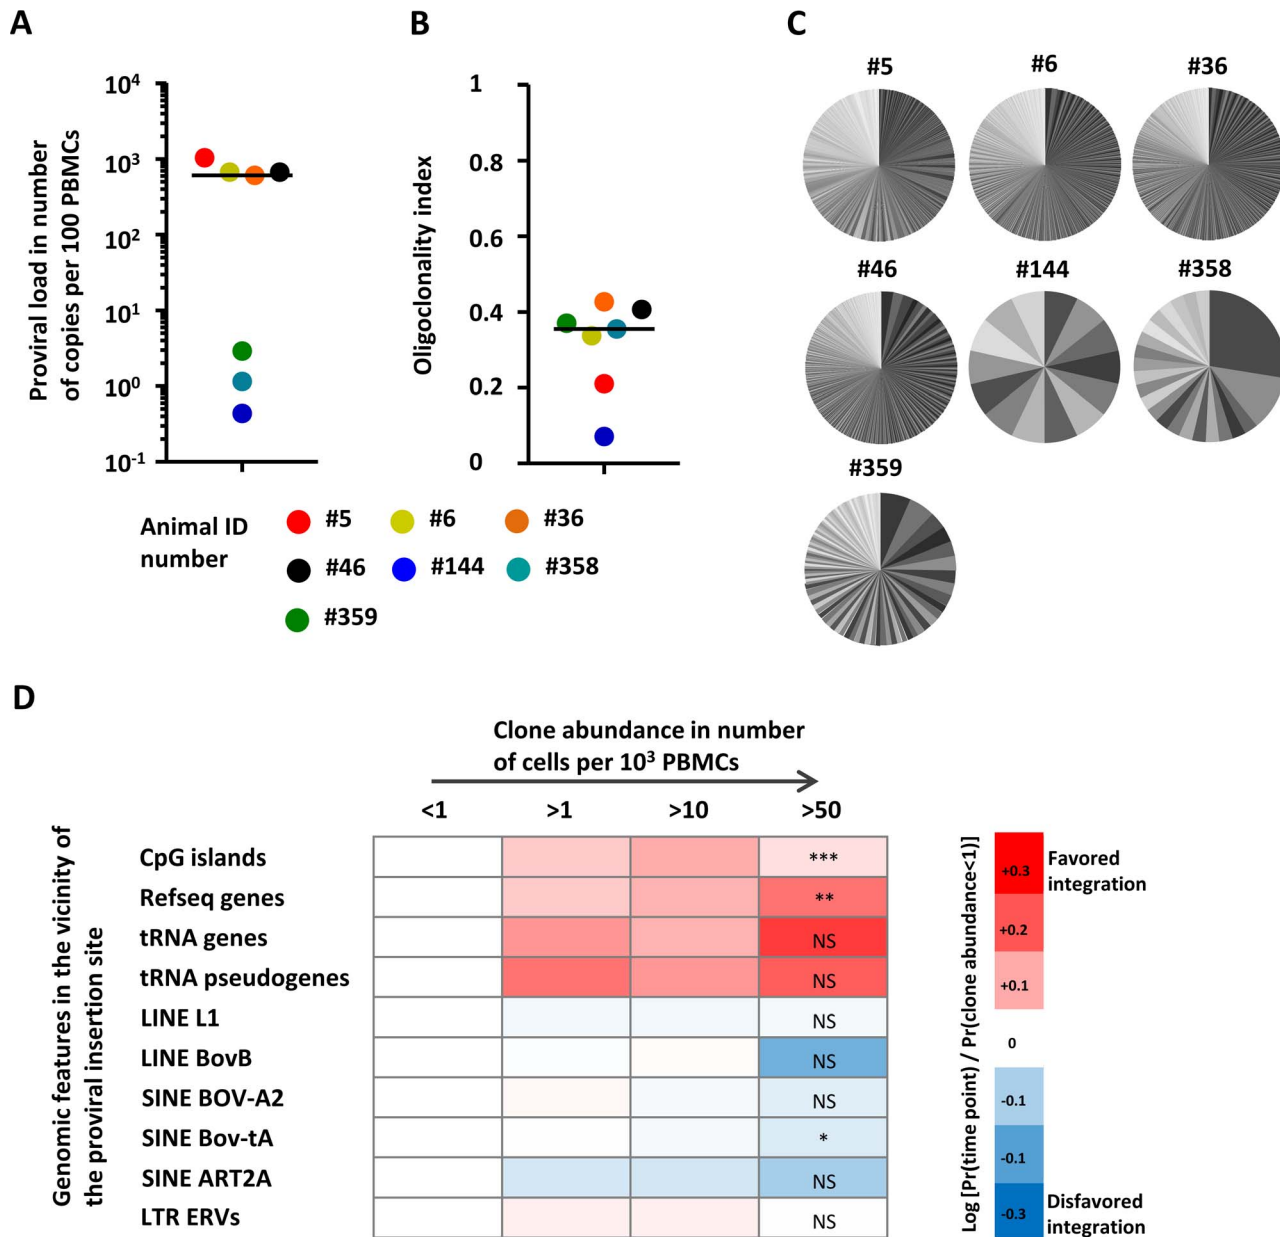 A
Proviral load in number
of copies per 100 PBMCs
10⁴
10³
10²
10¹
10⁰
10⁻¹
B
Oligoclonality index
1
0.8
0.6
0.4
0.2
0
C
#5
#6
#36
#46
#144
#358
#359
Animal ID
number
#5
#6
#36
#46
#144
#358
#359
D
Clone abundance in number
of cells per 10³ PBMCs
<1
>1
>10
>50
Genomic features in the vicinity of
the proviral insertion site
CpG islands
***
Refseq genes
**
tRNA genes
NS
tRNA pseudogenes
NS
LINE L1
NS
LINE BovB
NS
SINE BOV-A2
NS
SINE Bov-tA
*
SINE ART2A
NS
LTR ERVs
NS
Log [Pr(time point) / Pr(clone abundance<1)]
+0.3
+0.2
+0.1
0
-0.1
-0.1
-0.3
Favored
integration
Disfavored
integration